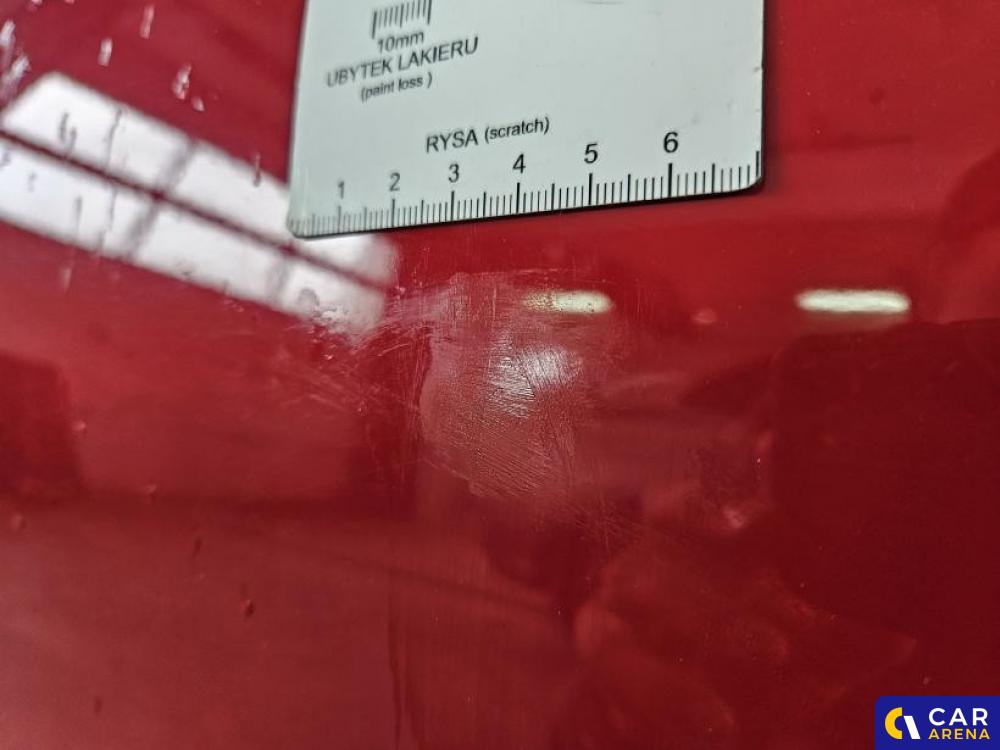 10mm
UBYTEK LAKIERU
(paint loss )
RYSA (scratch)
1 2 3 4 5 6
CAR
ARENA